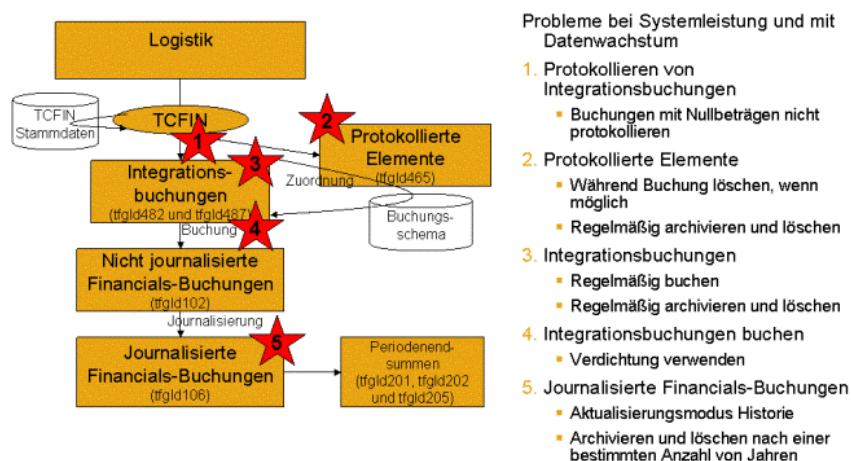 Logistik
TCFIN
Stammdaten
TCFIN
1
2
Protokollierte
Elemente
(tfgld465)
3
Integrations-
buchungen
(tfgld482 und tfgld487)
Zuordnung
Buchungs-
schema
4
Buchung
Nicht journalisierte
Financials-Buchungen
(tfgld102)
Journalisierung
5
Journalisierte
Financials-Buchungen
(tfgld106)
Periodenend-
summen
(tfgld201, tfgld202
und tfgld205)
Probleme bei Systemleistung und mit
Datenwachstum
1. Protokollieren von
Integrationsbuchungen
▪ Buchungen mit Nullbeträgen nicht
protokollieren
2. Protokollierte Elemente
▪ Während Buchung löschen, wenn
möglich
▪ Regelmäßig archivieren und löschen
3. Integrationsbuchungen
▪ Regelmäßig buchen
▪ Regelmäßig archivieren und löschen
4. Integrationsbuchungen buchen
▪ Verdichtung verwenden
5. Journalisierte Financials-Buchungen
▪ Aktualisierungsmodus Historie
▪ Archivieren und löschen nach einer
bestimmten Anzahl von Jahren